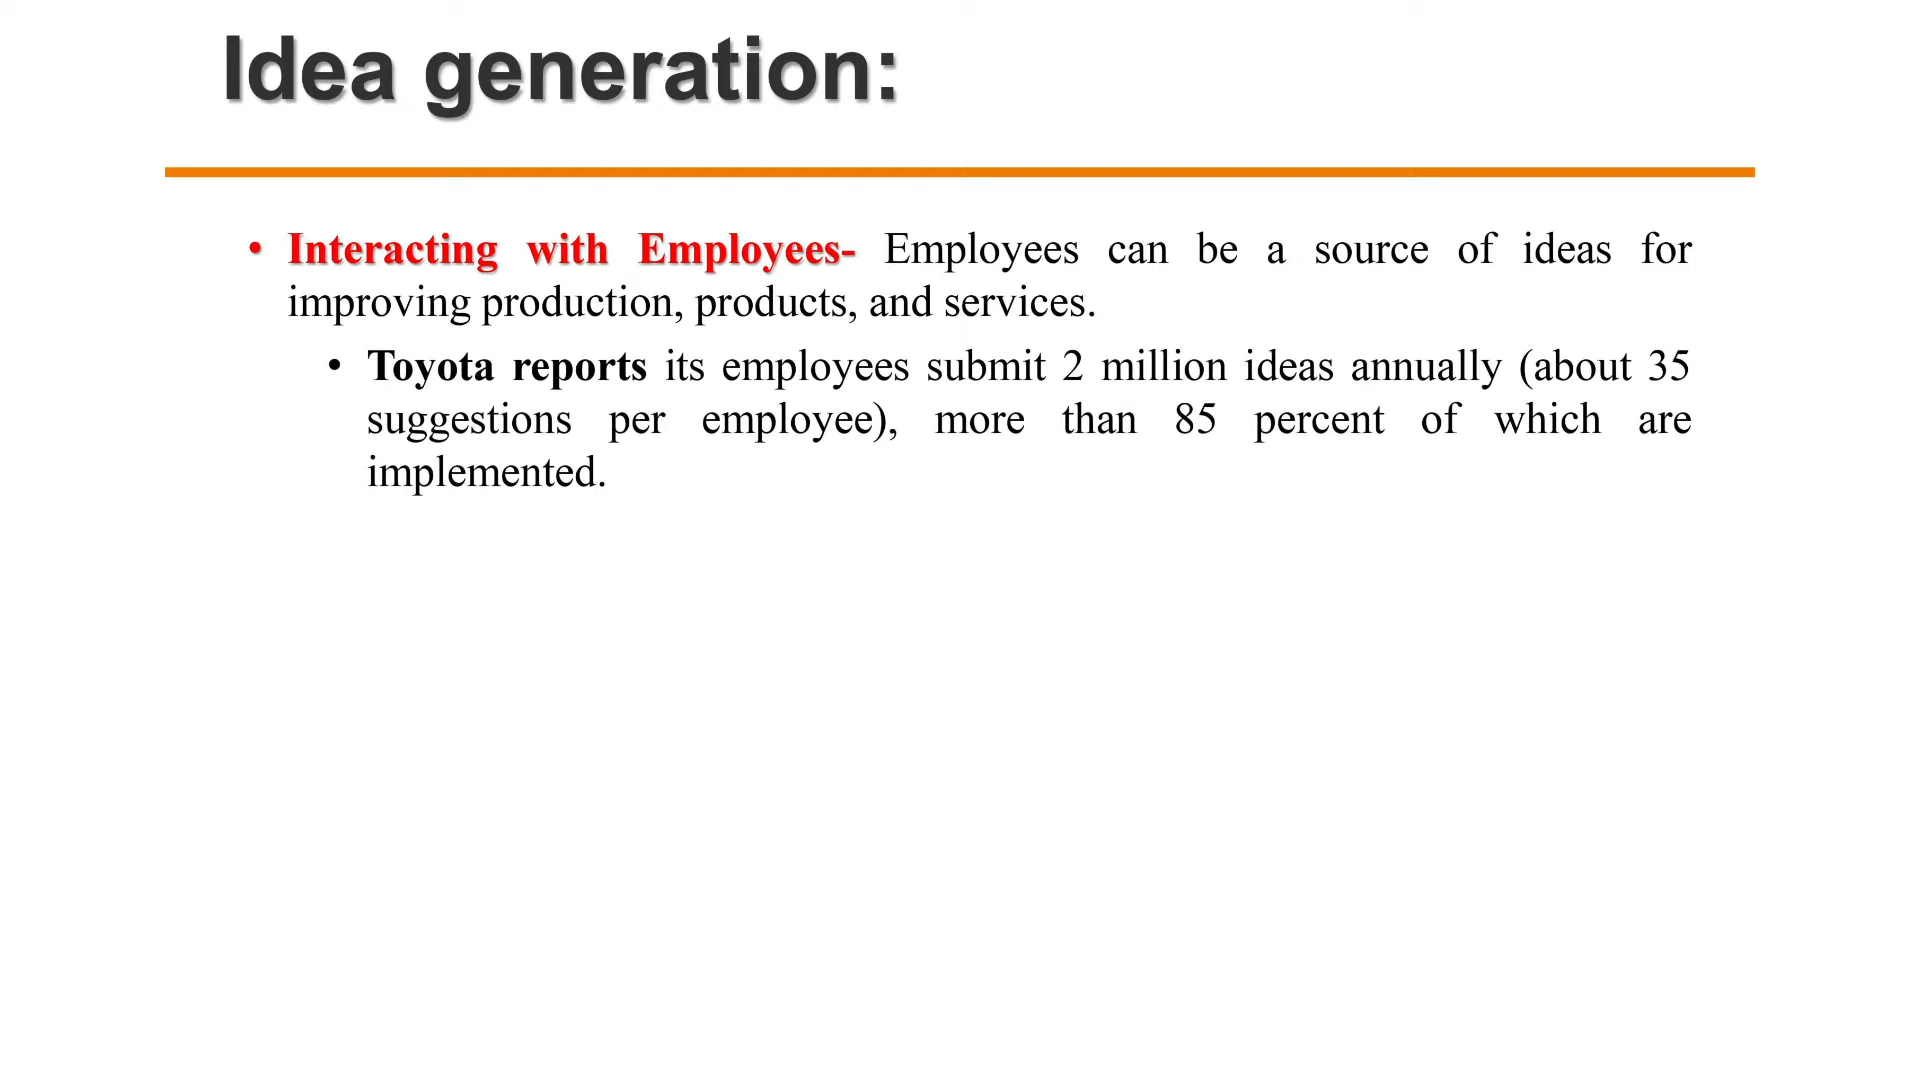 Idea generation:
• Interacting with Employees- Employees can be a source of ideas for
improving production, products, and services.
• Toyota reports its employees submit 2 million ideas annually (about 35
suggestions per employee), more than 85 percent of which are
implemented.